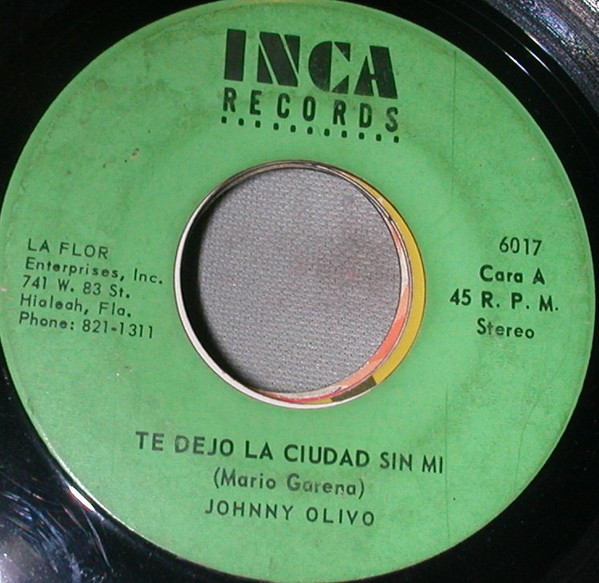 INCA
RECORDS
LA FLOR
Enterprises, Inc.
741 W. 83 St.
Hialeah, Fla.
Phone: 821-1311
6017
Cara A
45 R. P. M.
Stereo
TE DEJO LA CIUDAD SIN MI
(Mario Garena)
JOHNNY OLIVO